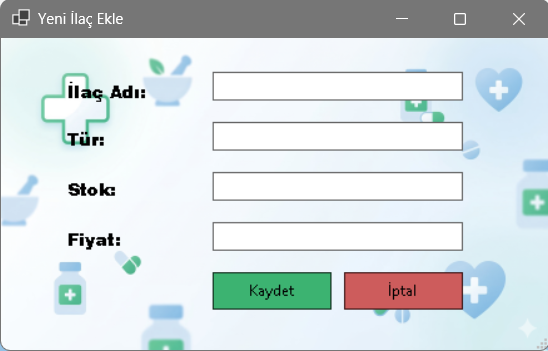 Yeni İlaç Ekle
İlaç Adı:
Tür:
Stok:
Fiyat:
Kaydet İptal